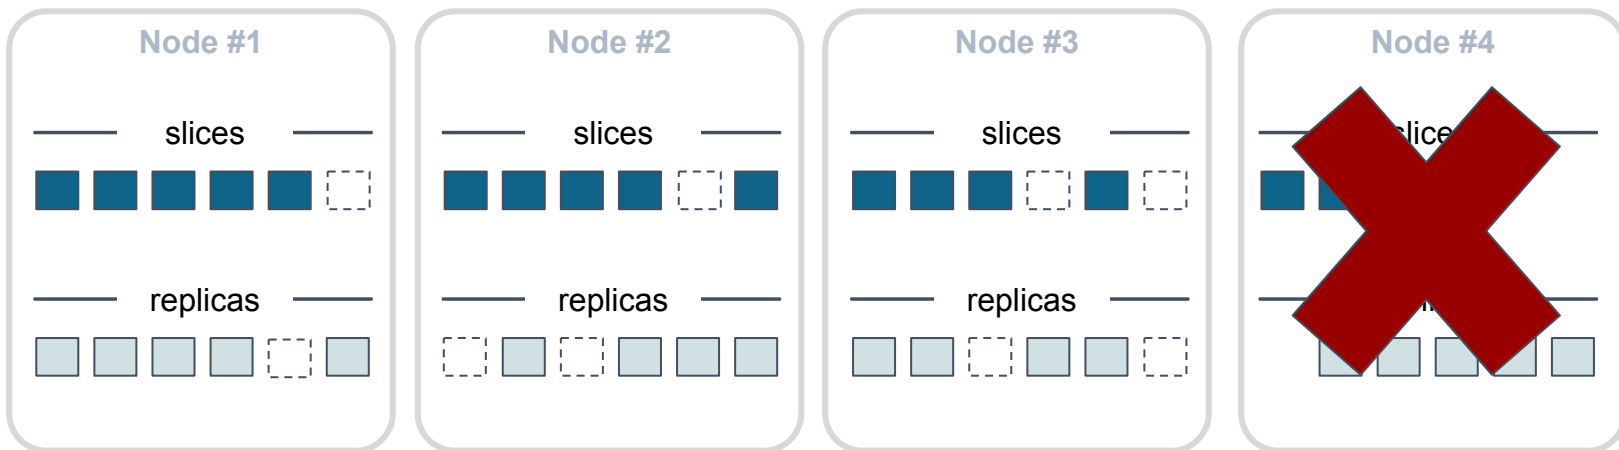 Node #1
Node #2
Node #3
Node #4
slices
slices
slices
replicas
replicas
replicas